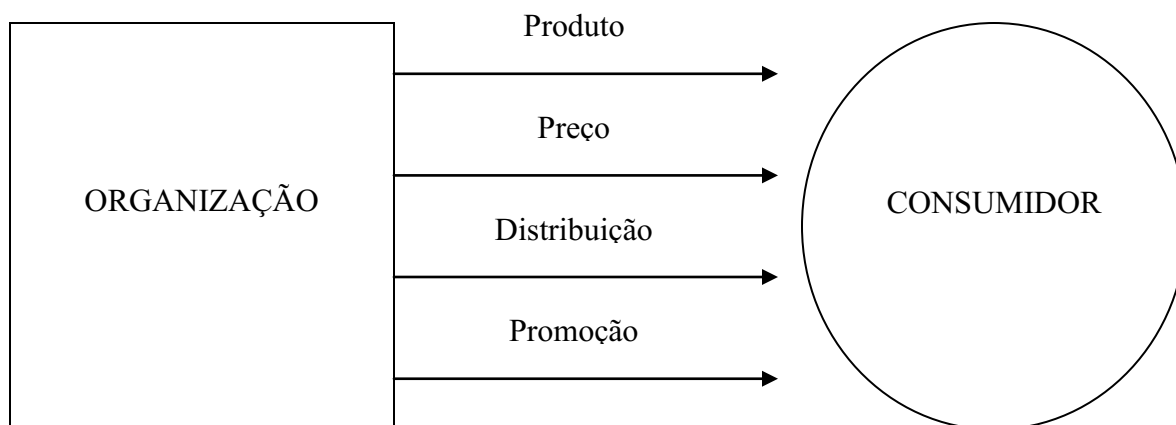 Produto
Preço
ORGANIZAÇÃO
CONSUMIDOR
Distribuição
Promoção